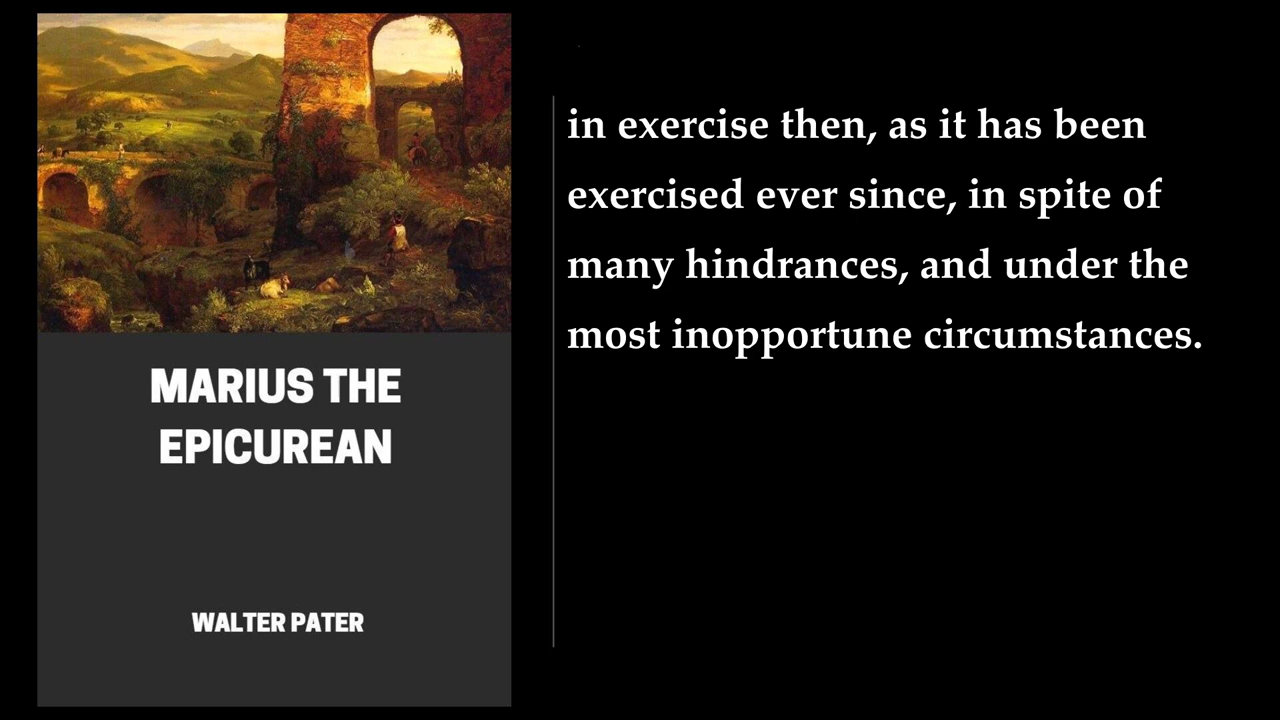 MARIUS THE
EPICUREAN
WALTER PATER
in exercise then, as it has been
exercised ever since, in spite of
many hindrances, and under the
most inopportune circumstances.